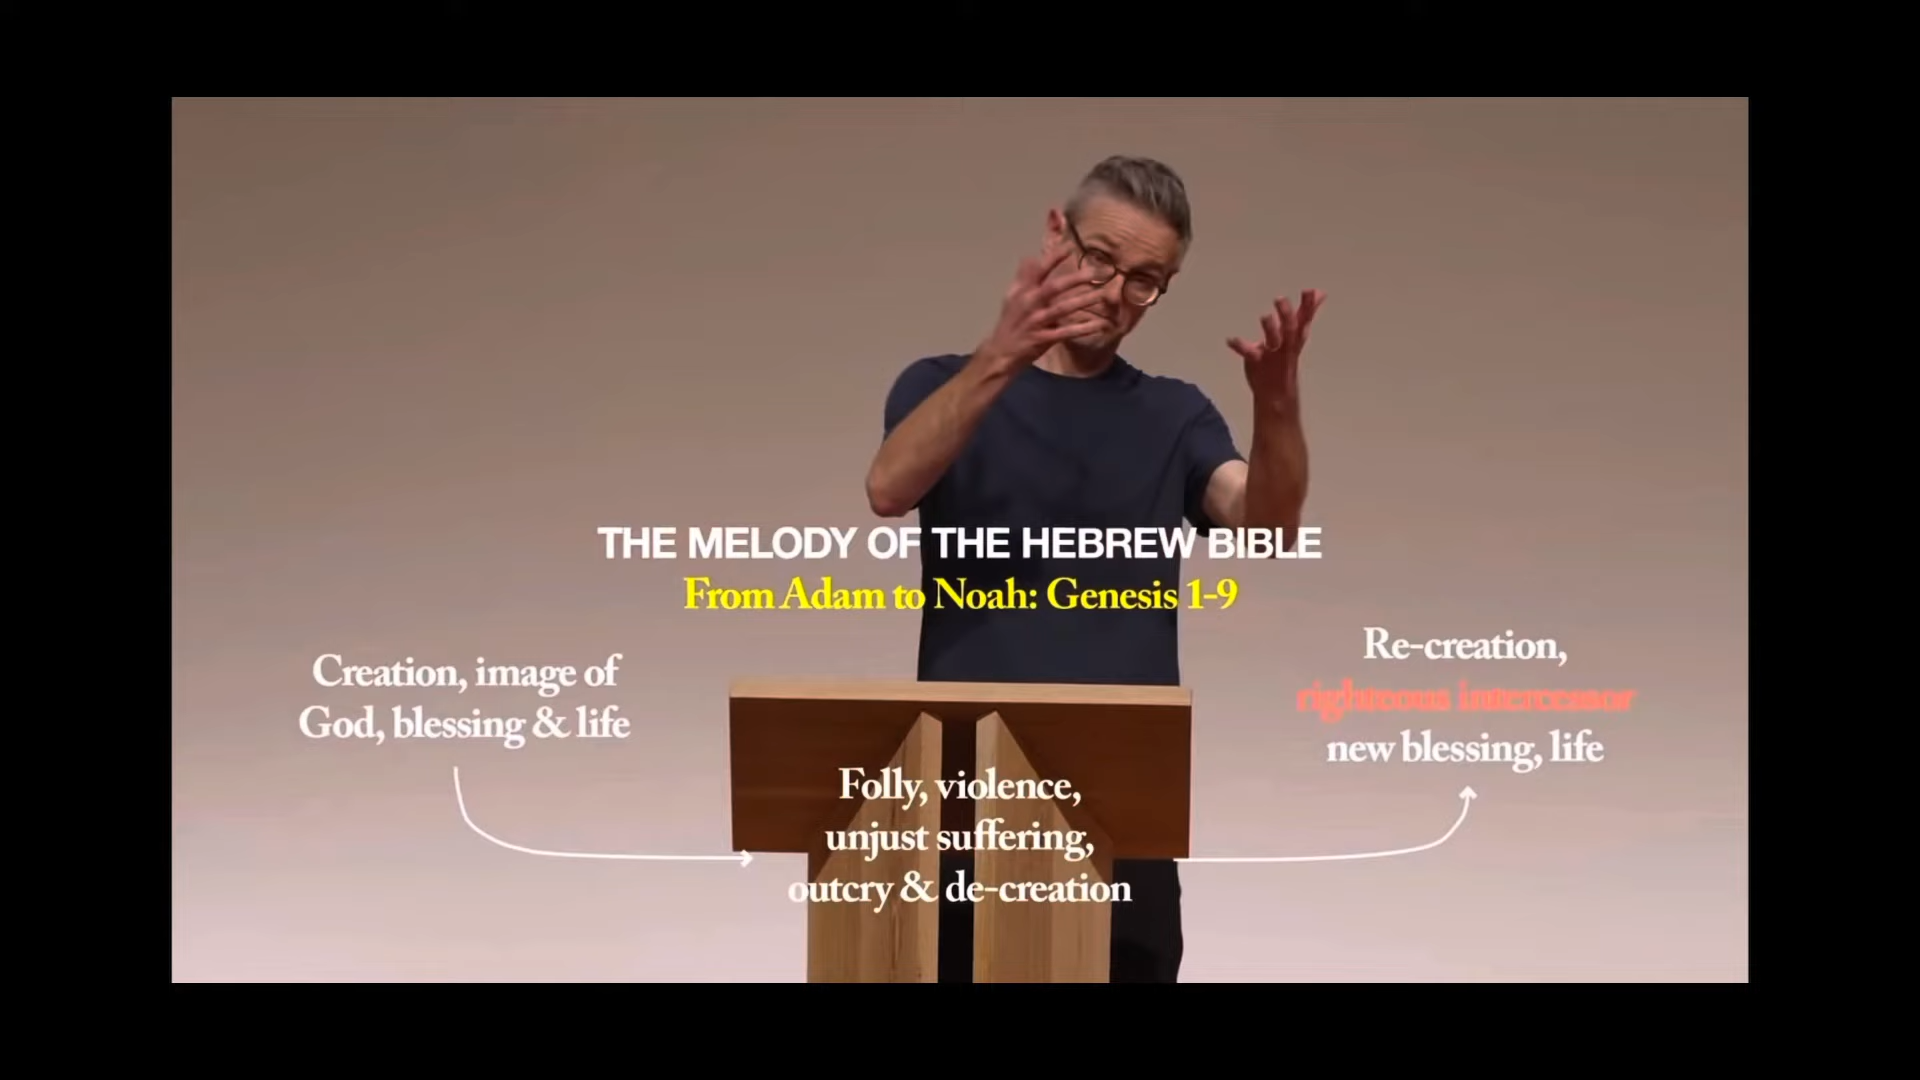 THE MELODY OF THE HEBREW BIBLE
From Adam to Noah: Genesis 1-9
Creation, image of
God, blessing & life
Folly, violence,
unjust suffering,
outcry & de-creation
Re-creation,
righteous intercessor
new blessing, life